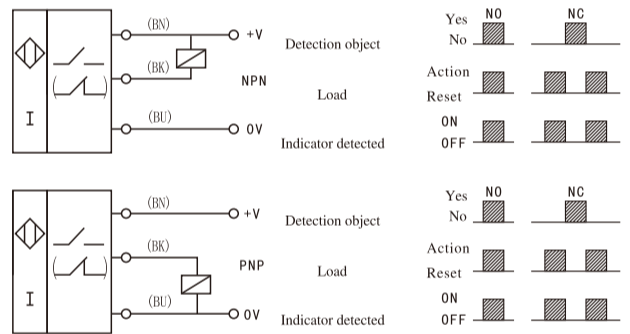 (BN) +V Detection object Yes NO NC
No
(BK) NPN Load Action
Reset
I (BU) 0V Indicator detected ON
OFF
(BN) +V Detection object Yes NO NC
No
(BK) PNP Load Action
Reset
I (BU) 0V Indicator detected ON
OFF